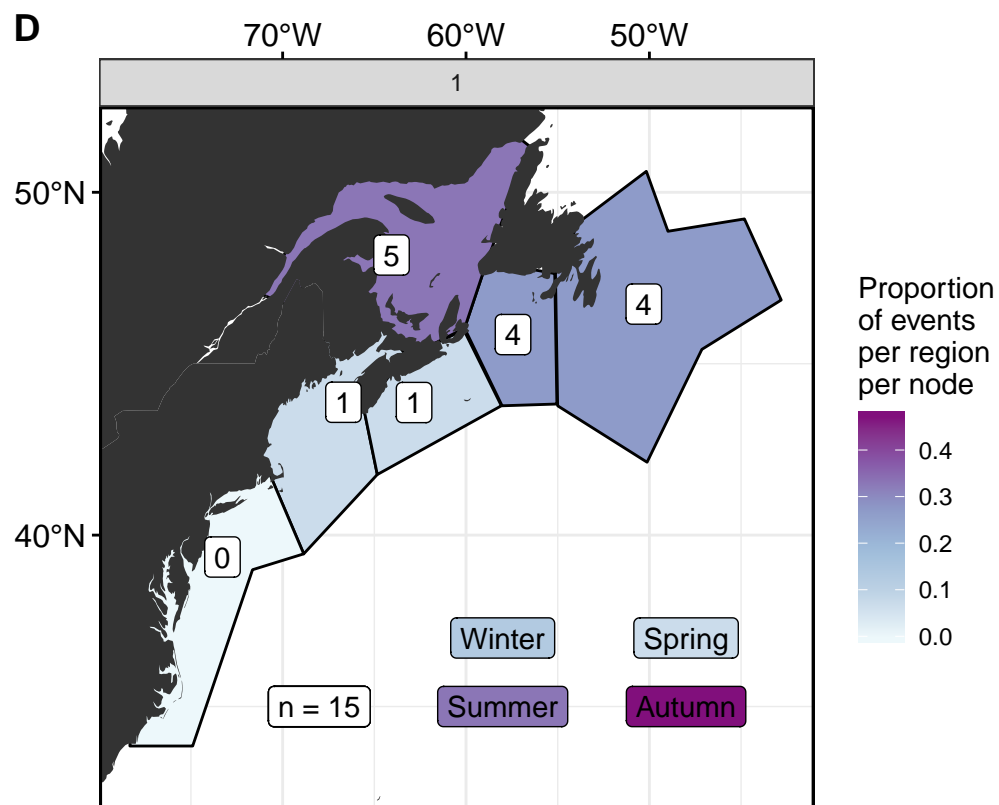 D
70°W 60°W 50°W
1
50°N
5
4
4
Proportion
of events
per region
per node
1
1
0.4
0.3
0.2
0.1
0.0
40°N
0
Winter
Spring
n = 15
Summer
Autumn